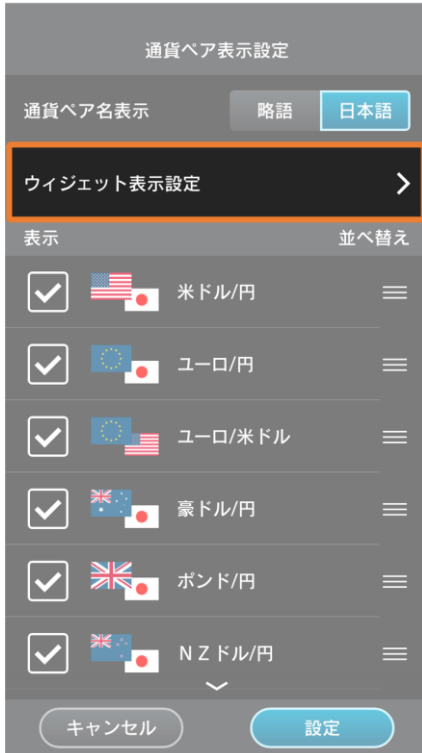 通貨ペア表示設定
通貨ペア名表示 略語 日本語
ウィジェット表示設定
表示 並べ替え
米ドル/円
ユーロ/円
ユーロ/米ドル
豪ドル/円
ポンド/円
ＮＺドル/円
キャンセル 設定